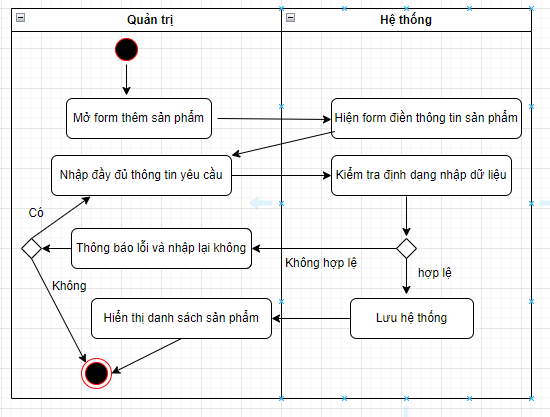 Quản trị
Hệ thống
Mở form thêm sản phẩm
Hiện form điền thông tin sản phẩm
Nhập đầy đủ thông tin yêu cầu
Kiểm tra định dạng nhập dữ liệu
Có
Thông báo lỗi và nhập lại không
Không hợp lệ
hợp lệ
Không
Hiển thị danh sách sản phẩm
Lưu hệ thống